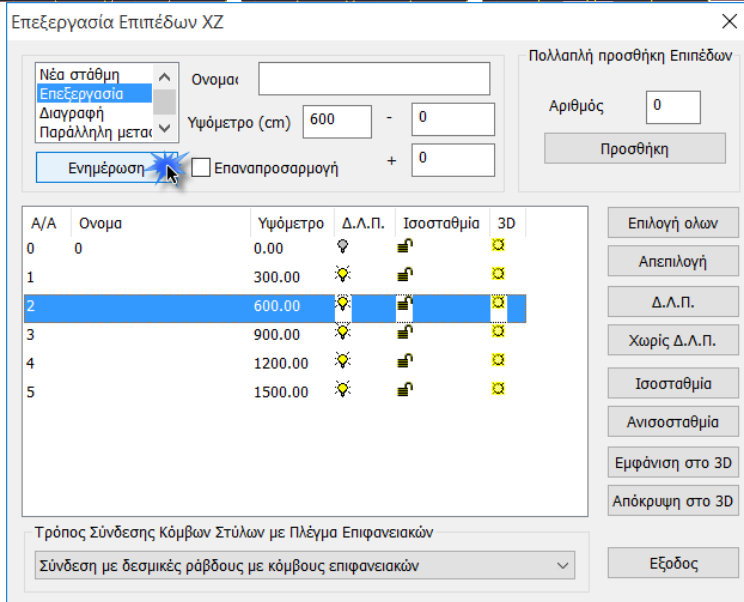 Επεξεργασία Επιπέδων XZ
Νέα στάθμη
Επεξεργασία
Διαγραφή
Παράλληλη μετασ
Ονομασ
Υψόμετρο (cm) 600 - 0
+ 0
Ενημέρωση
Επαναπροσαρμογή
Πολλαπλή προσθήκη Επιπέδων
Αριθμός 0
Προσθήκη
Α/Α Ονομα Υψόμετρο Δ.Λ.Π. Ισοσταθμία 3D
0 0 0.00
1 300.00
2 600.00
3 900.00
4 1200.00
5 1500.00
Επιλογή ολων
Απεπιλογή
Δ.Λ.Π.
Χωρίς Δ.Λ.Π.
Ισοσταθμία
Ανισοσταθμία
Εμφάνιση στο 3D
Απόκρυψη στο 3D
Τρόπος Σύνδεσης Κόμβων Στύλων με Πλέγμα Επιφανειακών
Σύνδεση με δεσμικές ράβδους με κόμβους επιφανειακών
Εξοδος